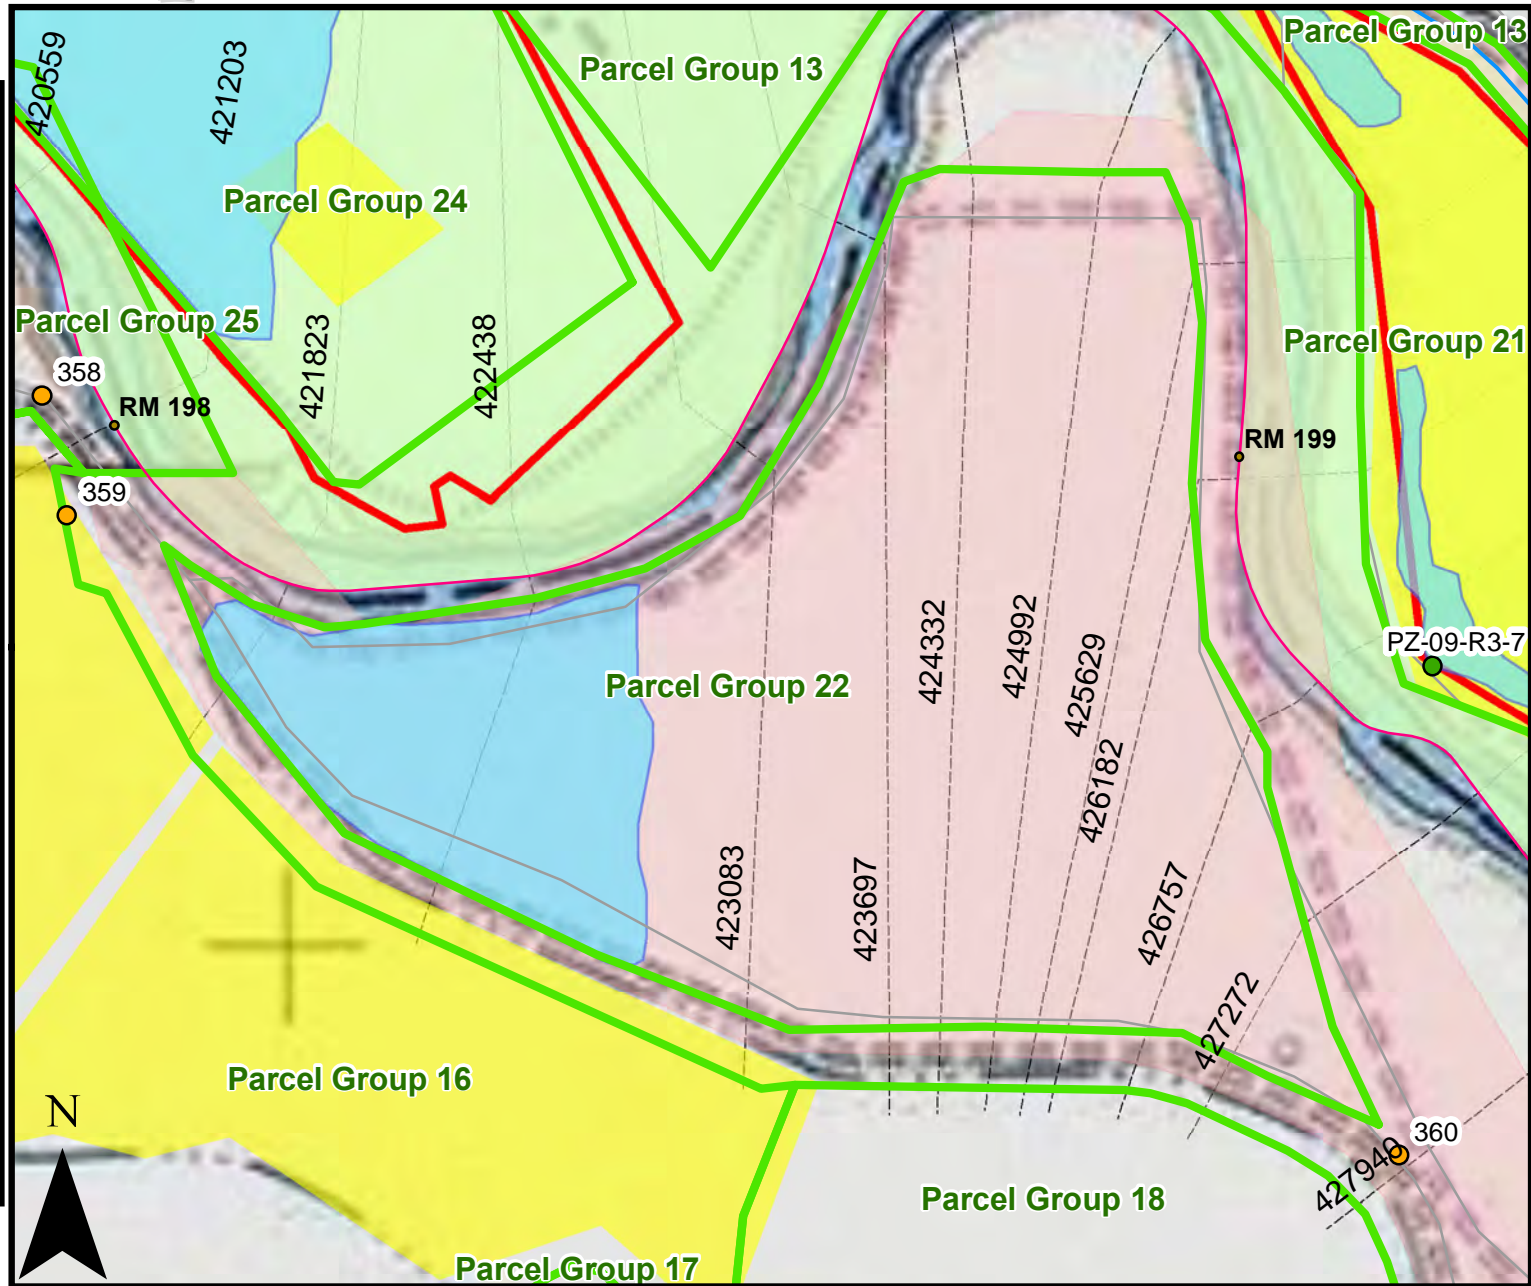 Parcel Group 13
Parcel Group 13
420559
421203
Parcel Group 24
Parcel Group 25
421823
422438
Parcel Group 21
358
RM 198
RM 199
359
PZ-09-R3-7
Parcel Group 22
424332
424992
425629
426182
423083
423697
426757
427272
Parcel Group 16
N
360
427940
Parcel Group 18
Parcel Group 17